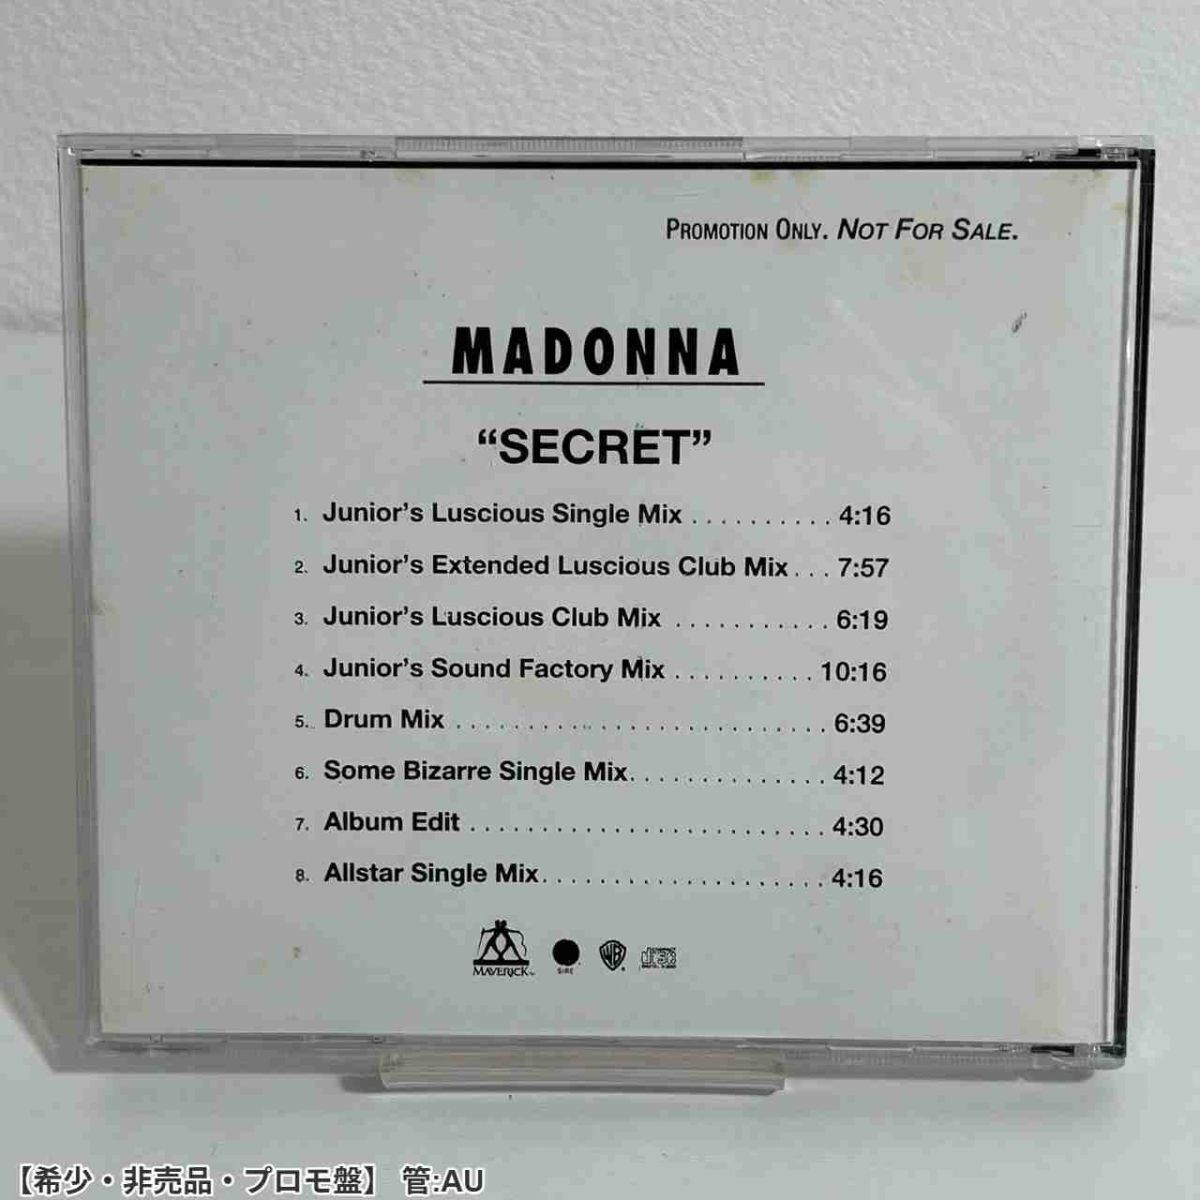 PROMOTION ONLY. NOT FOR SALE.
MADONNA
“SECRET”
1. Junior’s Luscious Single Mix .......... 4:16
2. Junior’s Extended Luscious Club Mix... 7:57
3. Junior’s Luscious Club Mix ........... 6:19
4. Junior’s Sound Factory Mix .......... 10:16
5. Drum Mix .......................... 6:39
6. Some Bizarre Single Mix.............. 4:12
7. Album Edit ......................... 4:30
8. Allstar Single Mix.................... 4:16
MAVERICK SIRE WB DISC
【希少・非売品・プロモ盤】 管:AU